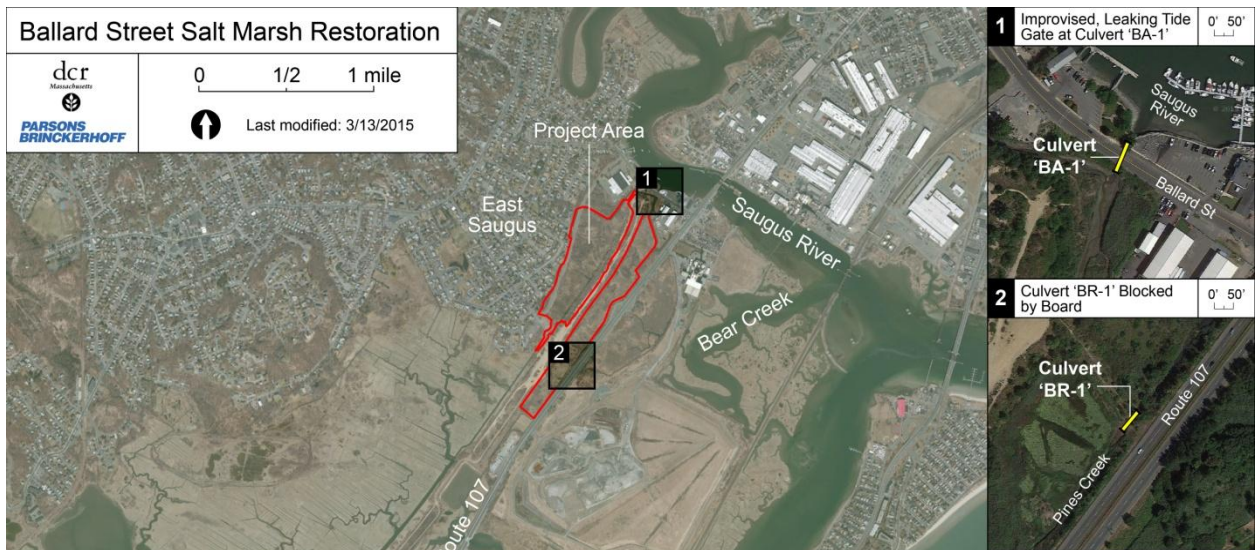 Ballard Street Salt Marsh Restoration
dcr
Massachusetts
PARSONS
BRINCKERHOFF
0 1/2 1 mile
Last modified: 3/13/2015
Project Area
1
East
Saugus
Saugus River
Bear Creek
2
Route 107
1 Improvised, Leaking Tide
Gate at Culvert 'BA-1'
0' 50'
Saugus
River
Culvert
'BA-1'
Ballard St
2 Culvert 'BR-1' Blocked
by Board
0' 50'
Culvert
'BR-1'
Route 107
Pines Creek